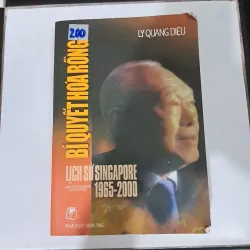 200
LÝ QUANG DIỆU
BÍ QUYẾT HÓA RỒNG
LỊCH SỬ SINGAPORE
1965-2000